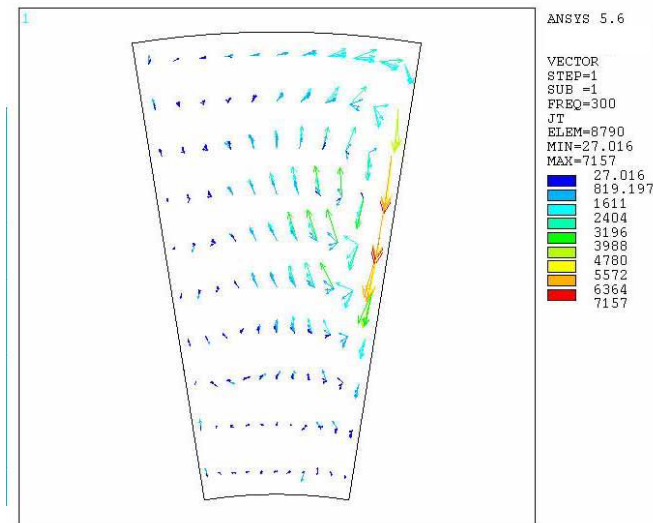 1
ANSYS 5.6
VECTOR
STEP=1
SUB =1
FREQ=300
JT
ELEM=8790
MIN=27.016
MAX=7157
27.016
819.197
1611
2404
3196
3988
4780
5572
6364
7157